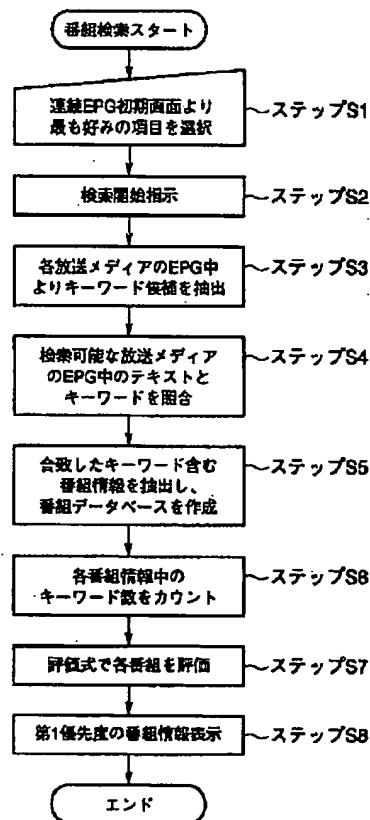 番組検索スタート
連鎖EPG初期画面より
最も好みの項目を選択
ステップS1
検索開始指示
ステップS2
各放送メディアのEPG中
よりキーワード候補を抽出
ステップS3
検索可能な放送メディア
のEPG中のテキストと
キーワードを照合
ステップS4
合致したキーワード含む
番組情報を抽出し、
番組データベースを作成
ステップS5
各番組情報中の
キーワード数をカウント
ステップS6
評価式で各番組を評価
ステップS7
第1優先度の番組情報表示
ステップS8
エンド